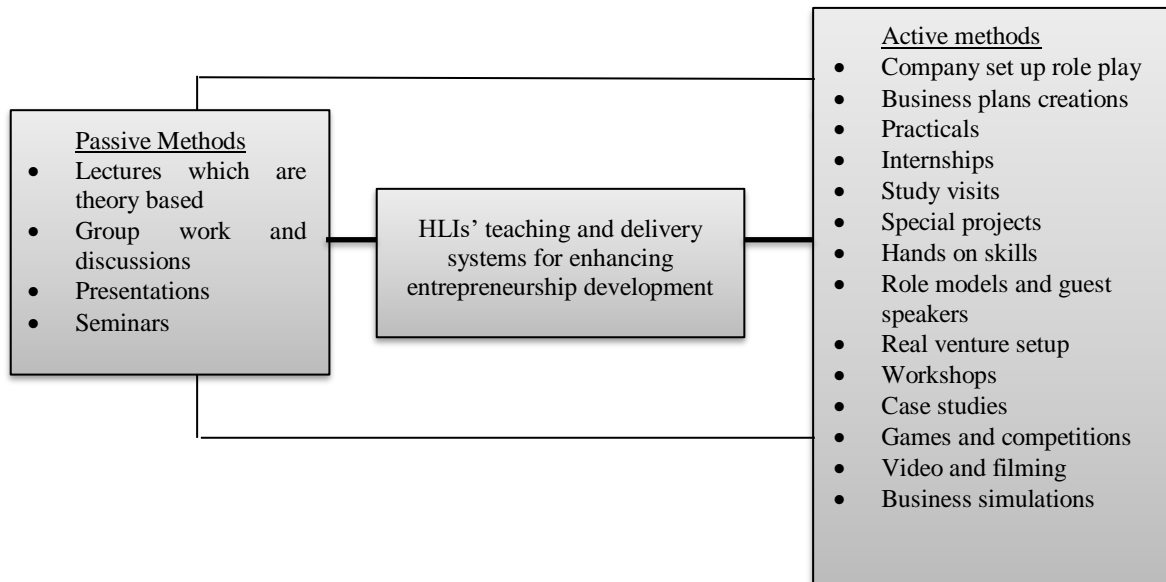 Passive Methods
• Lectures which are
theory based
• Group work and
discussions
• Presentations
• Seminars
HLIs’ teaching and delivery
systems for enhancing
entrepreneurship development
Active methods
• Company set up role play
• Business plans creations
• Practicals
• Internships
• Study visits
• Special projects
• Hands on skills
• Role models and guest
speakers
• Real venture setup
• Workshops
• Case studies
• Games and competitions
• Video and filming
• Business simulations